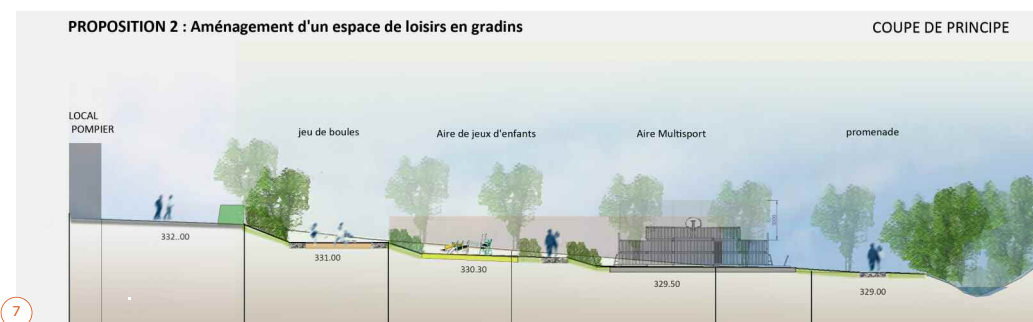 PROPOSITION 2 : Aménagement d'un espace de loisirs en gradins
COUPE DE PRINCIPE
LOCAL
POMPIER
jeu de boules
Aire de jeux d'enfants
Aire Multisport
promenade
332..00
331.00
330.30
329.50
329.00
7